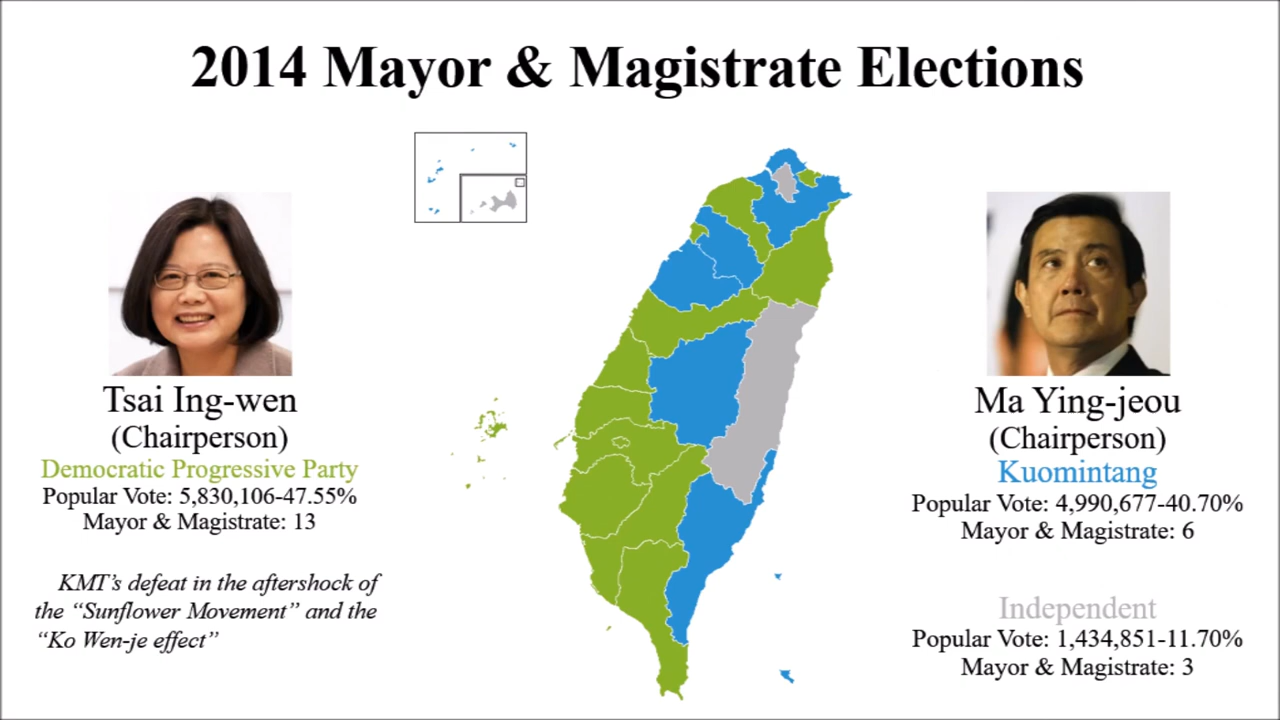 2014 Mayor & Magistrate Elections
Tsai Ing-wen
(Chairperson)
Democratic Progressive Party
Popular Vote: 5,830,106-47.55%
Mayor & Magistrate: 13
KMT’s defeat in the aftershock of
the “Sunflower Movement” and the
“Ko Wen-je effect”
Ma Ying-jeou
(Chairperson)
Kuomintang
Popular Vote: 4,990,677-40.70%
Mayor & Magistrate: 6
Independent
Popular Vote: 1,434,851-11.70%
Mayor & Magistrate: 3